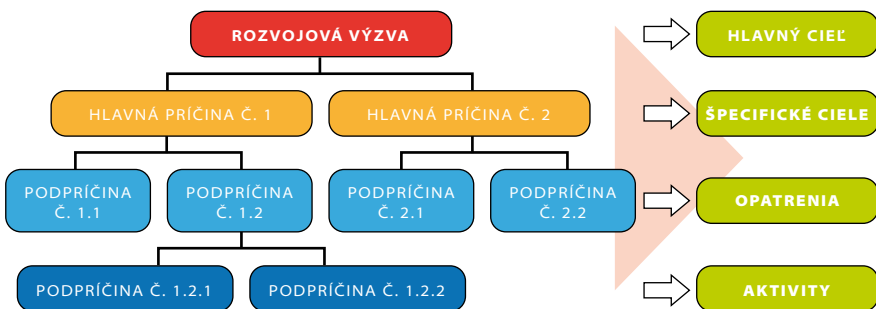 ROZVOJOVÁ VÝZVA
HLAVNÝ CIEĽ
HLAVNÁ PRÍČINA Č. 1
HLAVNÁ PRÍČINA Č. 2
ŠPECIFICKÉ CIELE
PODPRÍČINA
Č. 1.1
PODPRÍČINA
Č. 1.2
PODPRÍČINA
Č. 2.1
PODPRÍČINA
Č. 2.2
OPATRENIA
PODPRÍČINA Č. 1.2.1
PODPRÍČINA Č. 1.2.2
AKTIVITY